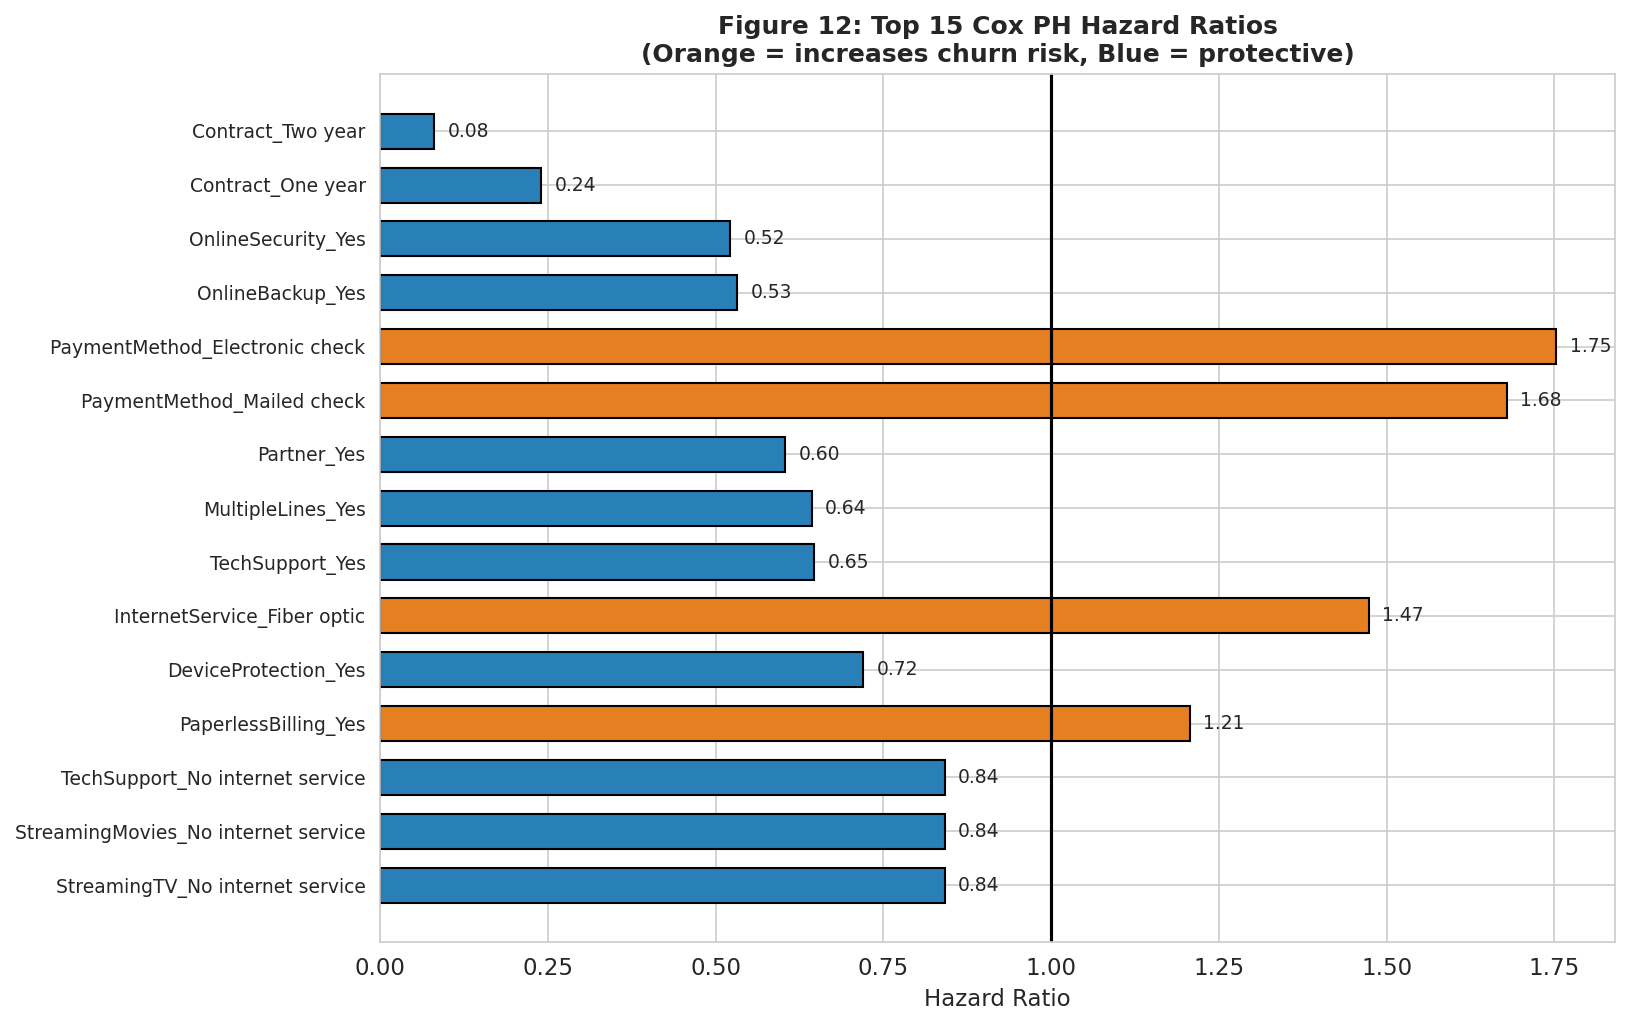 Figure 12: Top 15 Cox PH Hazard Ratios
(Orange = increases churn risk, Blue = protective)
Contract_Two year 0.08
Contract_One year 0.24
OnlineSecurity_Yes 0.52
OnlineBackup_Yes 0.53
PaymentMethod_Electronic check 1.75
PaymentMethod_Mailed check 1.68
Partner_Yes 0.60
MultipleLines_Yes 0.64
TechSupport_Yes 0.65
InternetService_Fiber optic 1.47
DeviceProtection_Yes 0.72
PaperlessBilling_Yes 1.21
TechSupport_No internet service 0.84
StreamingMovies_No internet service 0.84
StreamingTV_No internet service 0.84
0.00 0.25 0.50 0.75 1.00 1.25 1.50 1.75
Hazard Ratio